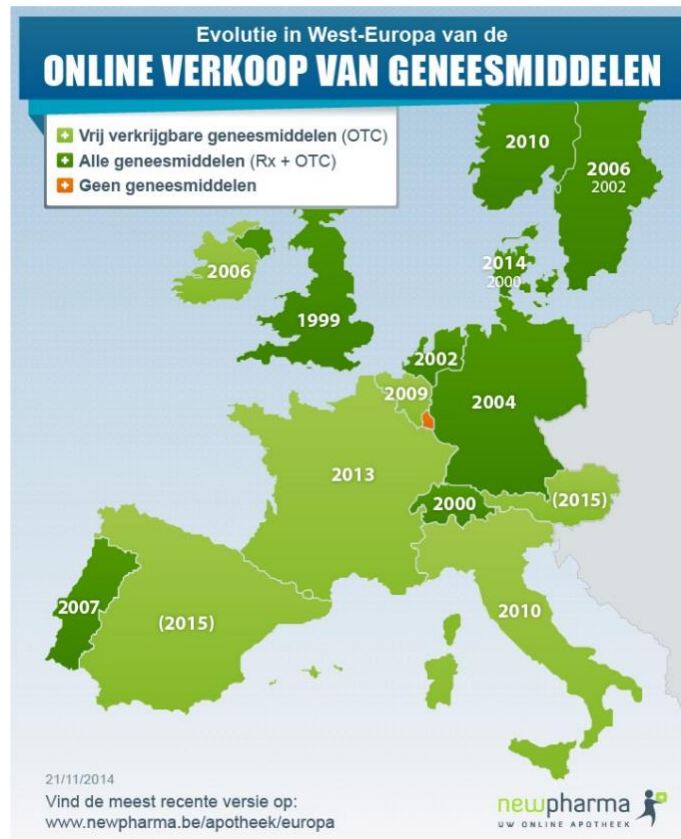 Evolutie in West-Europa van de
ONLINE VERKOOP VAN GENEESMIDDELEN
Vrij verkrijgbare geneesmiddelen (OTC)
Alle geneesmiddelen (Rx + OTC)
Geen geneesmiddelen
2010
2006
2002
2014
2000
2006
1999
2002
2009
2004
2013
2000
(2015)
2007
(2015)
2010
21/11/2014
Vind de meest recente versie op:
www.newpharma.be/apotheek/europa
newpharma
UW ONLINE APOTHEEK